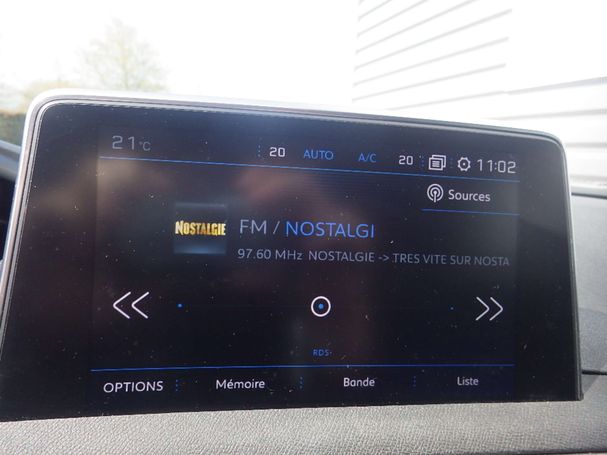 21°C 20 AUTO A/C 20 11:02
Sources
NOSTALGIE
FM / NOSTALGI
97.60 MHz NOSTALGIE -> TRES VITE SUR NOSTA
RDS
OPTIONS Mémoire Bande Liste